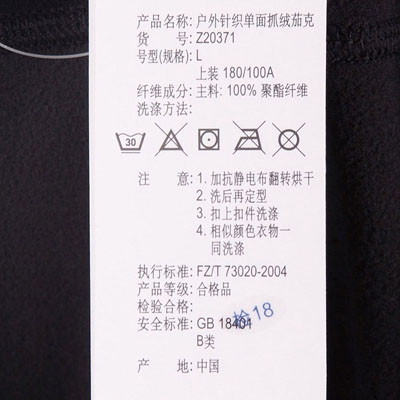 产品名称: 户外针织单面抓绒茄克
货 号: Z20371
号型(规格): L
上装 180/100A
纤维成分: 主料: 100% 聚酯纤维
洗涤方法:
30
注 意: 1. 加抗静电布翻转烘干
2. 洗后再定型
3. 扣上扣件洗涤
4. 相似颜色衣物一
同洗涤
执行标准: FZ/T 73020-2004
产品等级: 合格品
检验合格:
检18
安全标准: GB 18401
B类
产 地: 中国